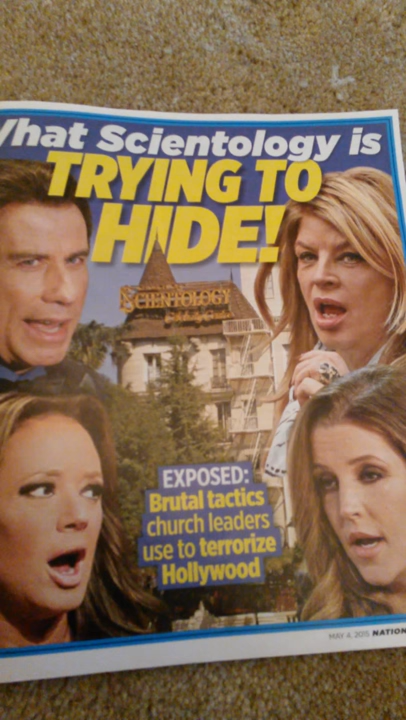 What Scientology is
TRYING TO
HIDE!
SCIENTOLOGY
EXPOSED:
Brutal tactics
church leaders
use to terrorize
Hollywood
MAY 4, 2015 NATION